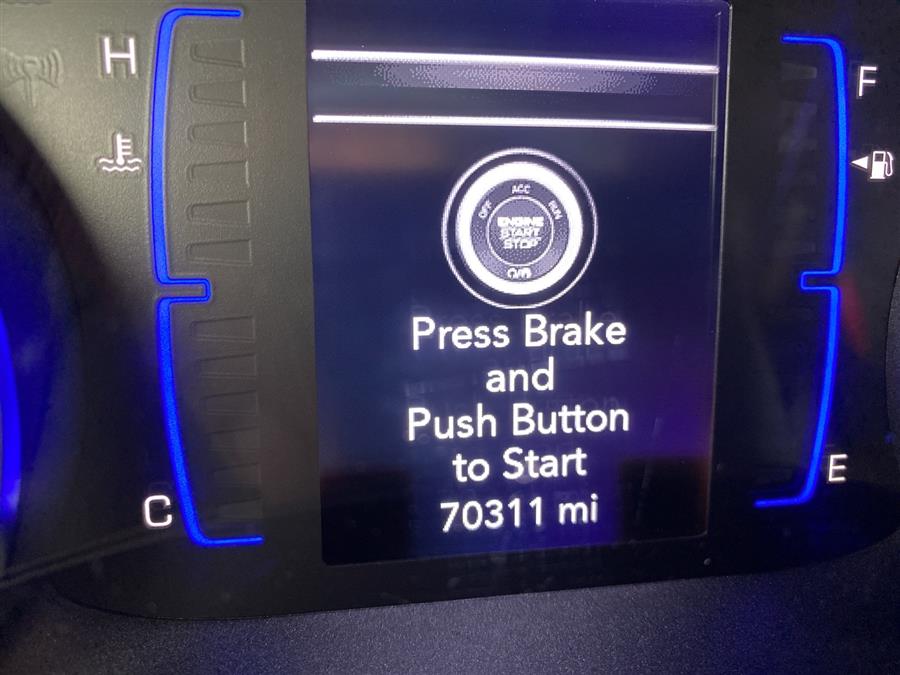 H
F
OFF
ACC
RUN
ENGINE
START
STOP
Press Brake
and
Push Button
to Start
70311 mi
C
E